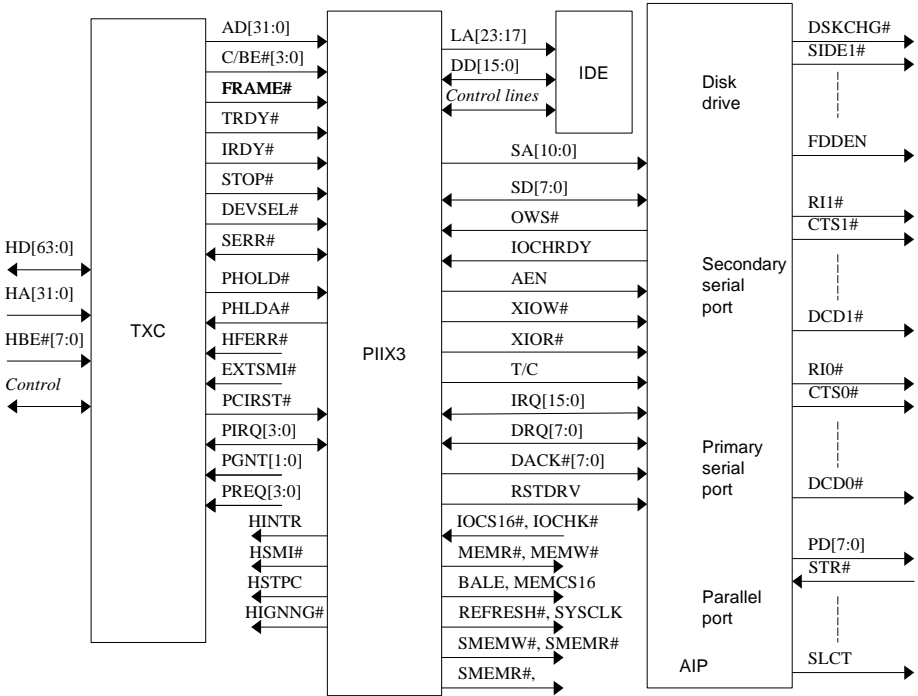 HD[63:0]
HA[31:0]
HBE#[7:0]
Control
TXC
AD[31:0]
C/BE#[3:0]
FRAME#
TRDY#
IRDY#
STOP#
DEVSEL#
SERR#
PHOLD#
PHLDA#
HFERR#
EXTSMI#
PCIRST#
PIRQ[3:0]
PGNT[1:0]
PREQ[3:0]
HINTR
HSMI#
HSTPC
HIGNNG#
PIIX3
LA[23:17]
DD[15:0]
Control lines
IDE
SA[10:0]
SD[7:0]
OWS#
IOCHRDY
AEN
XIOW#
XIOR#
T/C
IRQ[15:0]
DRQ[7:0]
DACK#[7:0]
RSTDRV
IOCS16#, IOCHK#
MEMR#, MEMW#
BALE, MEMCS16
REFRESH#, SYSCLK
SMEMW#, SMEMR#
SMEMR#,
Disk
drive
Secondary
serial
port
Primary
serial
port
Parallel
port
AIP
DSKCHG#
SIDE1#
FDDEN
RI1#
CTS1#
DCD1#
RI0#
CTS0#
DCD0#
PD[7:0]
STR#
SLCT